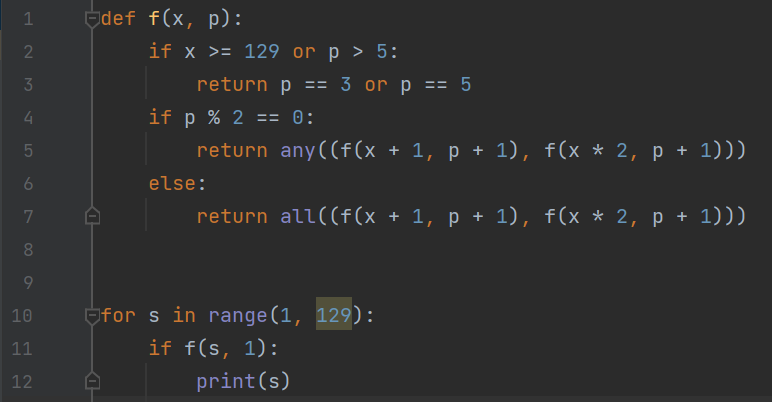 1 def f(x, p):
2     if x >= 129 or p > 5:
3         return p == 3 or p == 5
4     if p % 2 == 0:
5         return any((f(x + 1, p + 1), f(x * 2, p + 1)))
6     else:
7         return all((f(x + 1, p + 1), f(x * 2, p + 1)))
8
9
10 for s in range(1, 129):
11     if f(s, 1):
12         print(s)